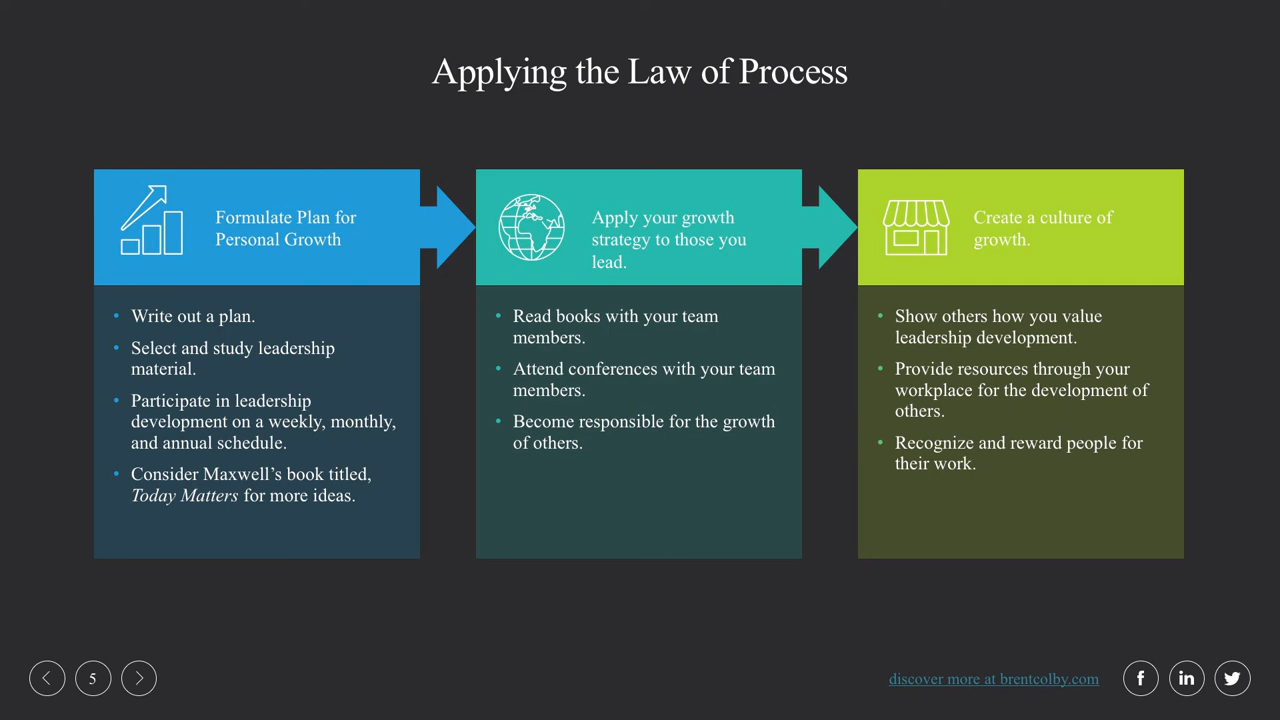 Applying the Law of Process
Formulate Plan for
Personal Growth
• Write out a plan.
• Select and study leadership
material.
• Participate in leadership
development on a weekly, monthly,
and annual schedule.
• Consider Maxwell’s book titled,
Today Matters for more ideas.
Apply your growth
strategy to those you
lead.
• Read books with your team
members.
• Attend conferences with your team
members.
• Become responsible for the growth
of others.
Create a culture of
growth.
• Show others how you value
leadership development.
• Provide resources through your
workplace for the development of
others.
• Recognize and reward people for
their work.
5
discover more at brentcolby.com
f
in